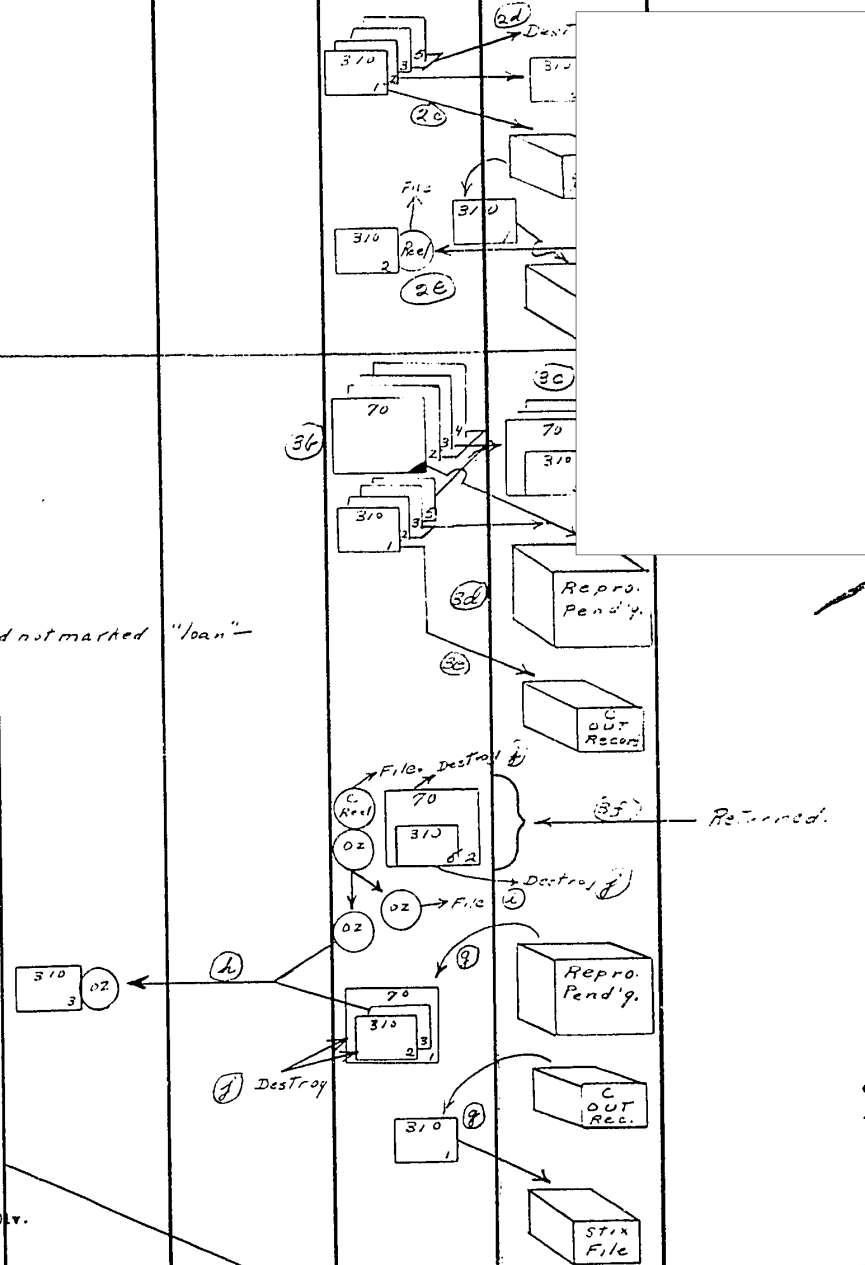 2d
310
5
3
2
1
2c
File
310
1
310
2
Reel
2E
3b
70
4
3
2
3c
70
310
310
5
3
2
1
3d
Repro.
Pend'g.
d not marked "loan" —
3e
C
OUT
Record
File.
Destroy j
C
Reel
70
310
2
OZ
3f
Returned.
Destroy j
OZ
File i
OZ
g
Repro.
Pend'g.
h
310
3
OZ
70
310
2
3
1
j Destroy
g
C
OUT
Rec.
310
1
Stix
File